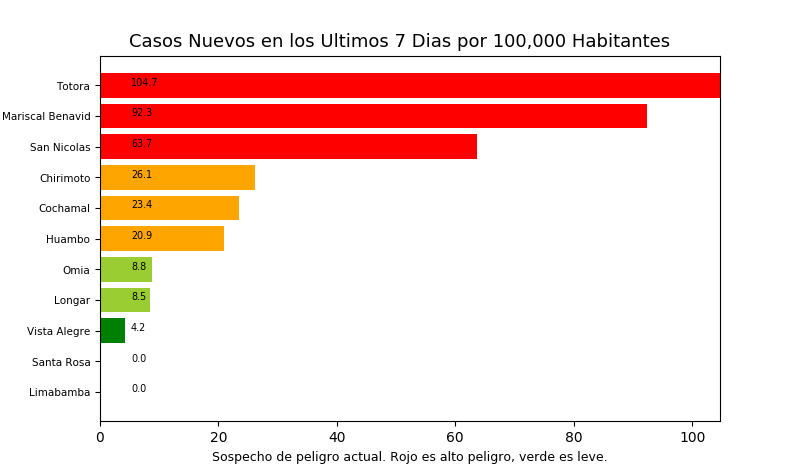 Casos Nuevos en los Ultimos 7 Dias por 100,000 Habitantes
Totora 104.7
Mariscal Benavid 92.3
San Nicolas 63.7
Chirimoto 26.1
Cochamal 23.4
Huambo 20.9
Omia 8.8
Longar 8.5
Vista Alegre 4.2
Santa Rosa 0.0
Limabamba 0.0
0 20 40 60 80 100
Sospecho de peligro actual. Rojo es alto peligro, verde es leve.